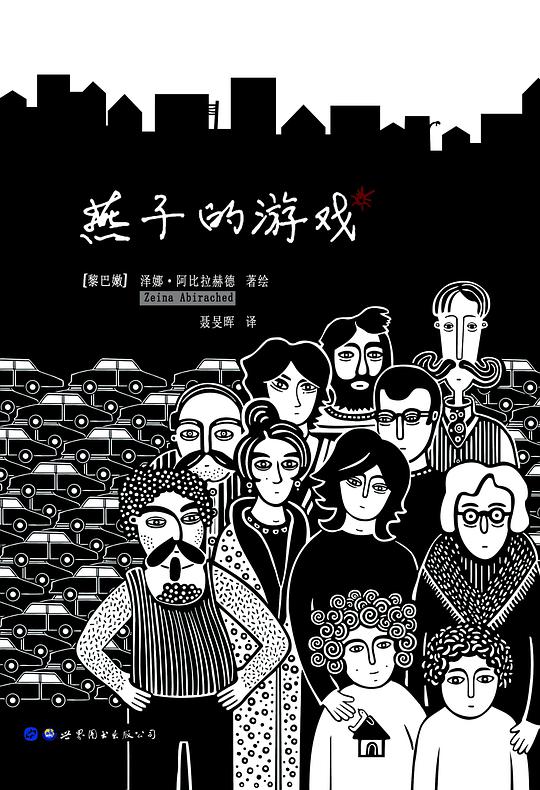 燕子的游戏
[黎巴嫩] 泽娜·阿比拉赫德 著绘
Zeina Abirached
聂旻晖 译
世界图书出版公司